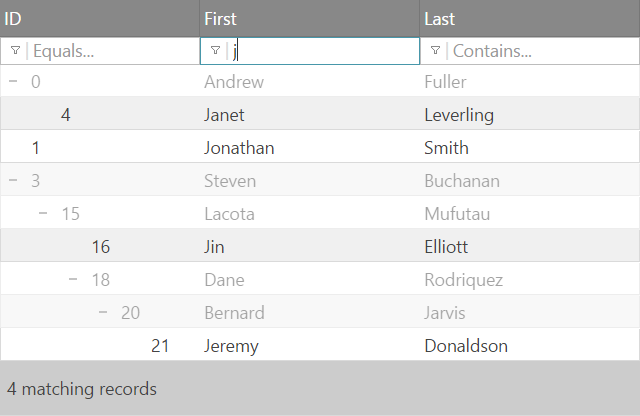 ID First Last
Equals... j Contains...
0 Andrew Fuller
4 Janet Leverling
1 Jonathan Smith
3 Steven Buchanan
15 Lacota Mufutau
16 Jin Elliott
18 Dane Rodriquez
20 Bernard Jarvis
21 Jeremy Donaldson
4 matching records